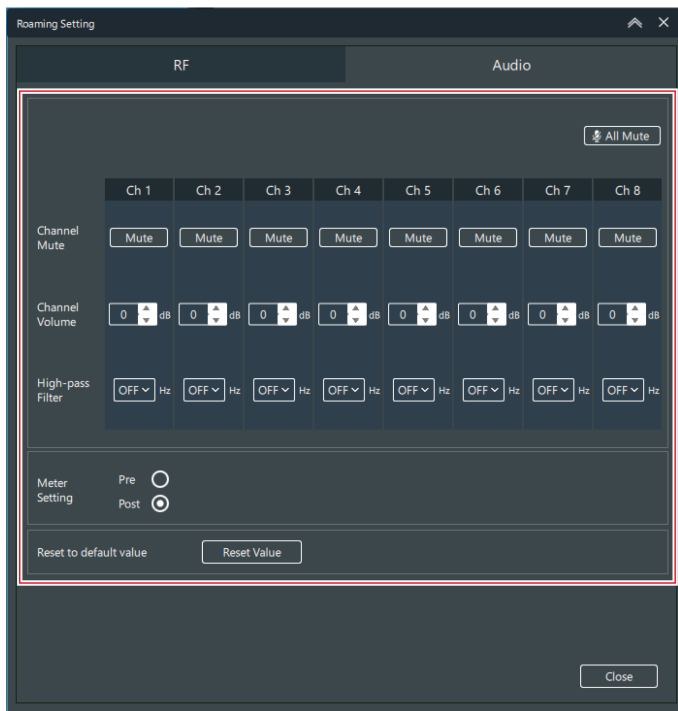 Roaming Setting
RF Audio
All Mute
Ch 1 Ch 2 Ch 3 Ch 4 Ch 5 Ch 6 Ch 7 Ch 8
Channel
Mute
Mute Mute Mute Mute Mute Mute Mute Mute
Channel
Volume
0 dB 0 dB 0 dB 0 dB 0 dB 0 dB 0 dB 0 dB
High-pass
Filter
OFF Hz OFF Hz OFF Hz OFF Hz OFF Hz OFF Hz OFF Hz OFF Hz
Meter
Setting
Pre
Post
Reset to default value Reset Value
Close